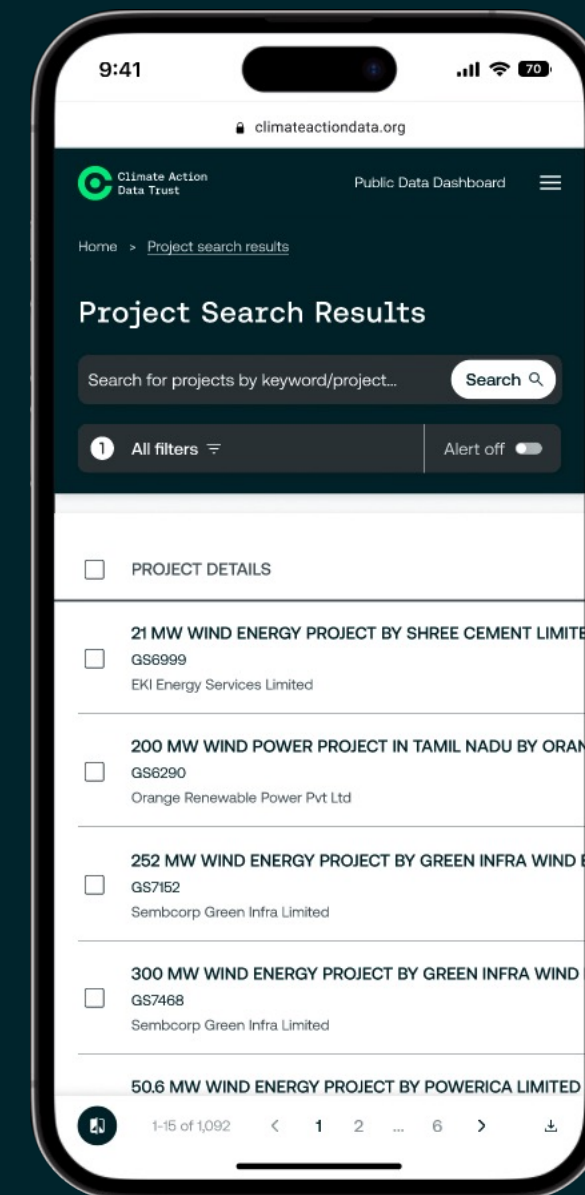 9:41
70
climateactiondata.org
Climate Action
Data Trust
Public Data Dashboard
Home > Project search results
Project Search Results
Search for projects by keyword/project...
Search
1 All filters
Alert off
PROJECT DETAILS
21 MW WIND ENERGY PROJECT BY SHREE CEMENT LIMITE
GS6999
EKI Energy Services Limited
200 MW WIND POWER PROJECT IN TAMIL NADU BY ORAN
GS6290
Orange Renewable Power Pvt Ltd
252 MW WIND ENERGY PROJECT BY GREEN INFRA WIND E
GS7152
Sembcorp Green Infra Limited
300 MW WIND ENERGY PROJECT BY GREEN INFRA WIND
GS7468
Sembcorp Green Infra Limited
50.6 MW WIND ENERGY PROJECT BY POWERICA LIMITED
1-15 of 1,092 < 1 2 ... 6 >